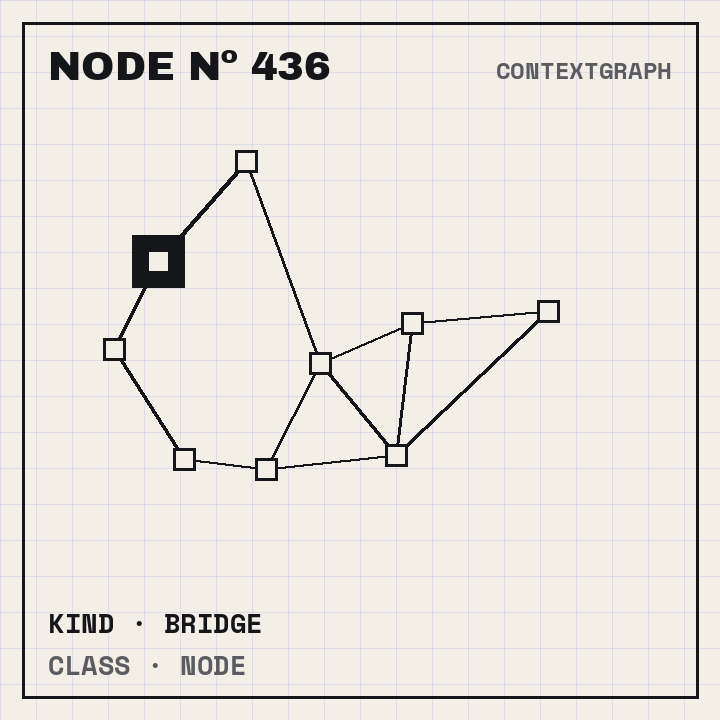 NODE Nº 436
CONTEXTGRAPH
KIND · BRIDGE
CLASS · NODE